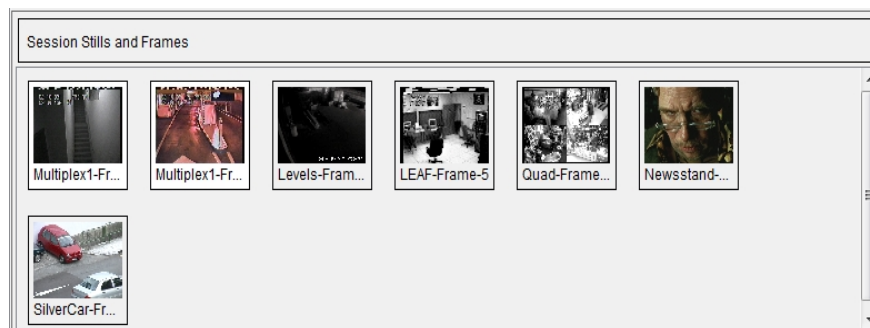 Session Stills and Frames
Multiplex1-Fr...
Multiplex1-Fr...
Levels-Fram...
LEAF-Frame-5
Quad-Frame...
Newsstand-...
SilverCar-Fr...